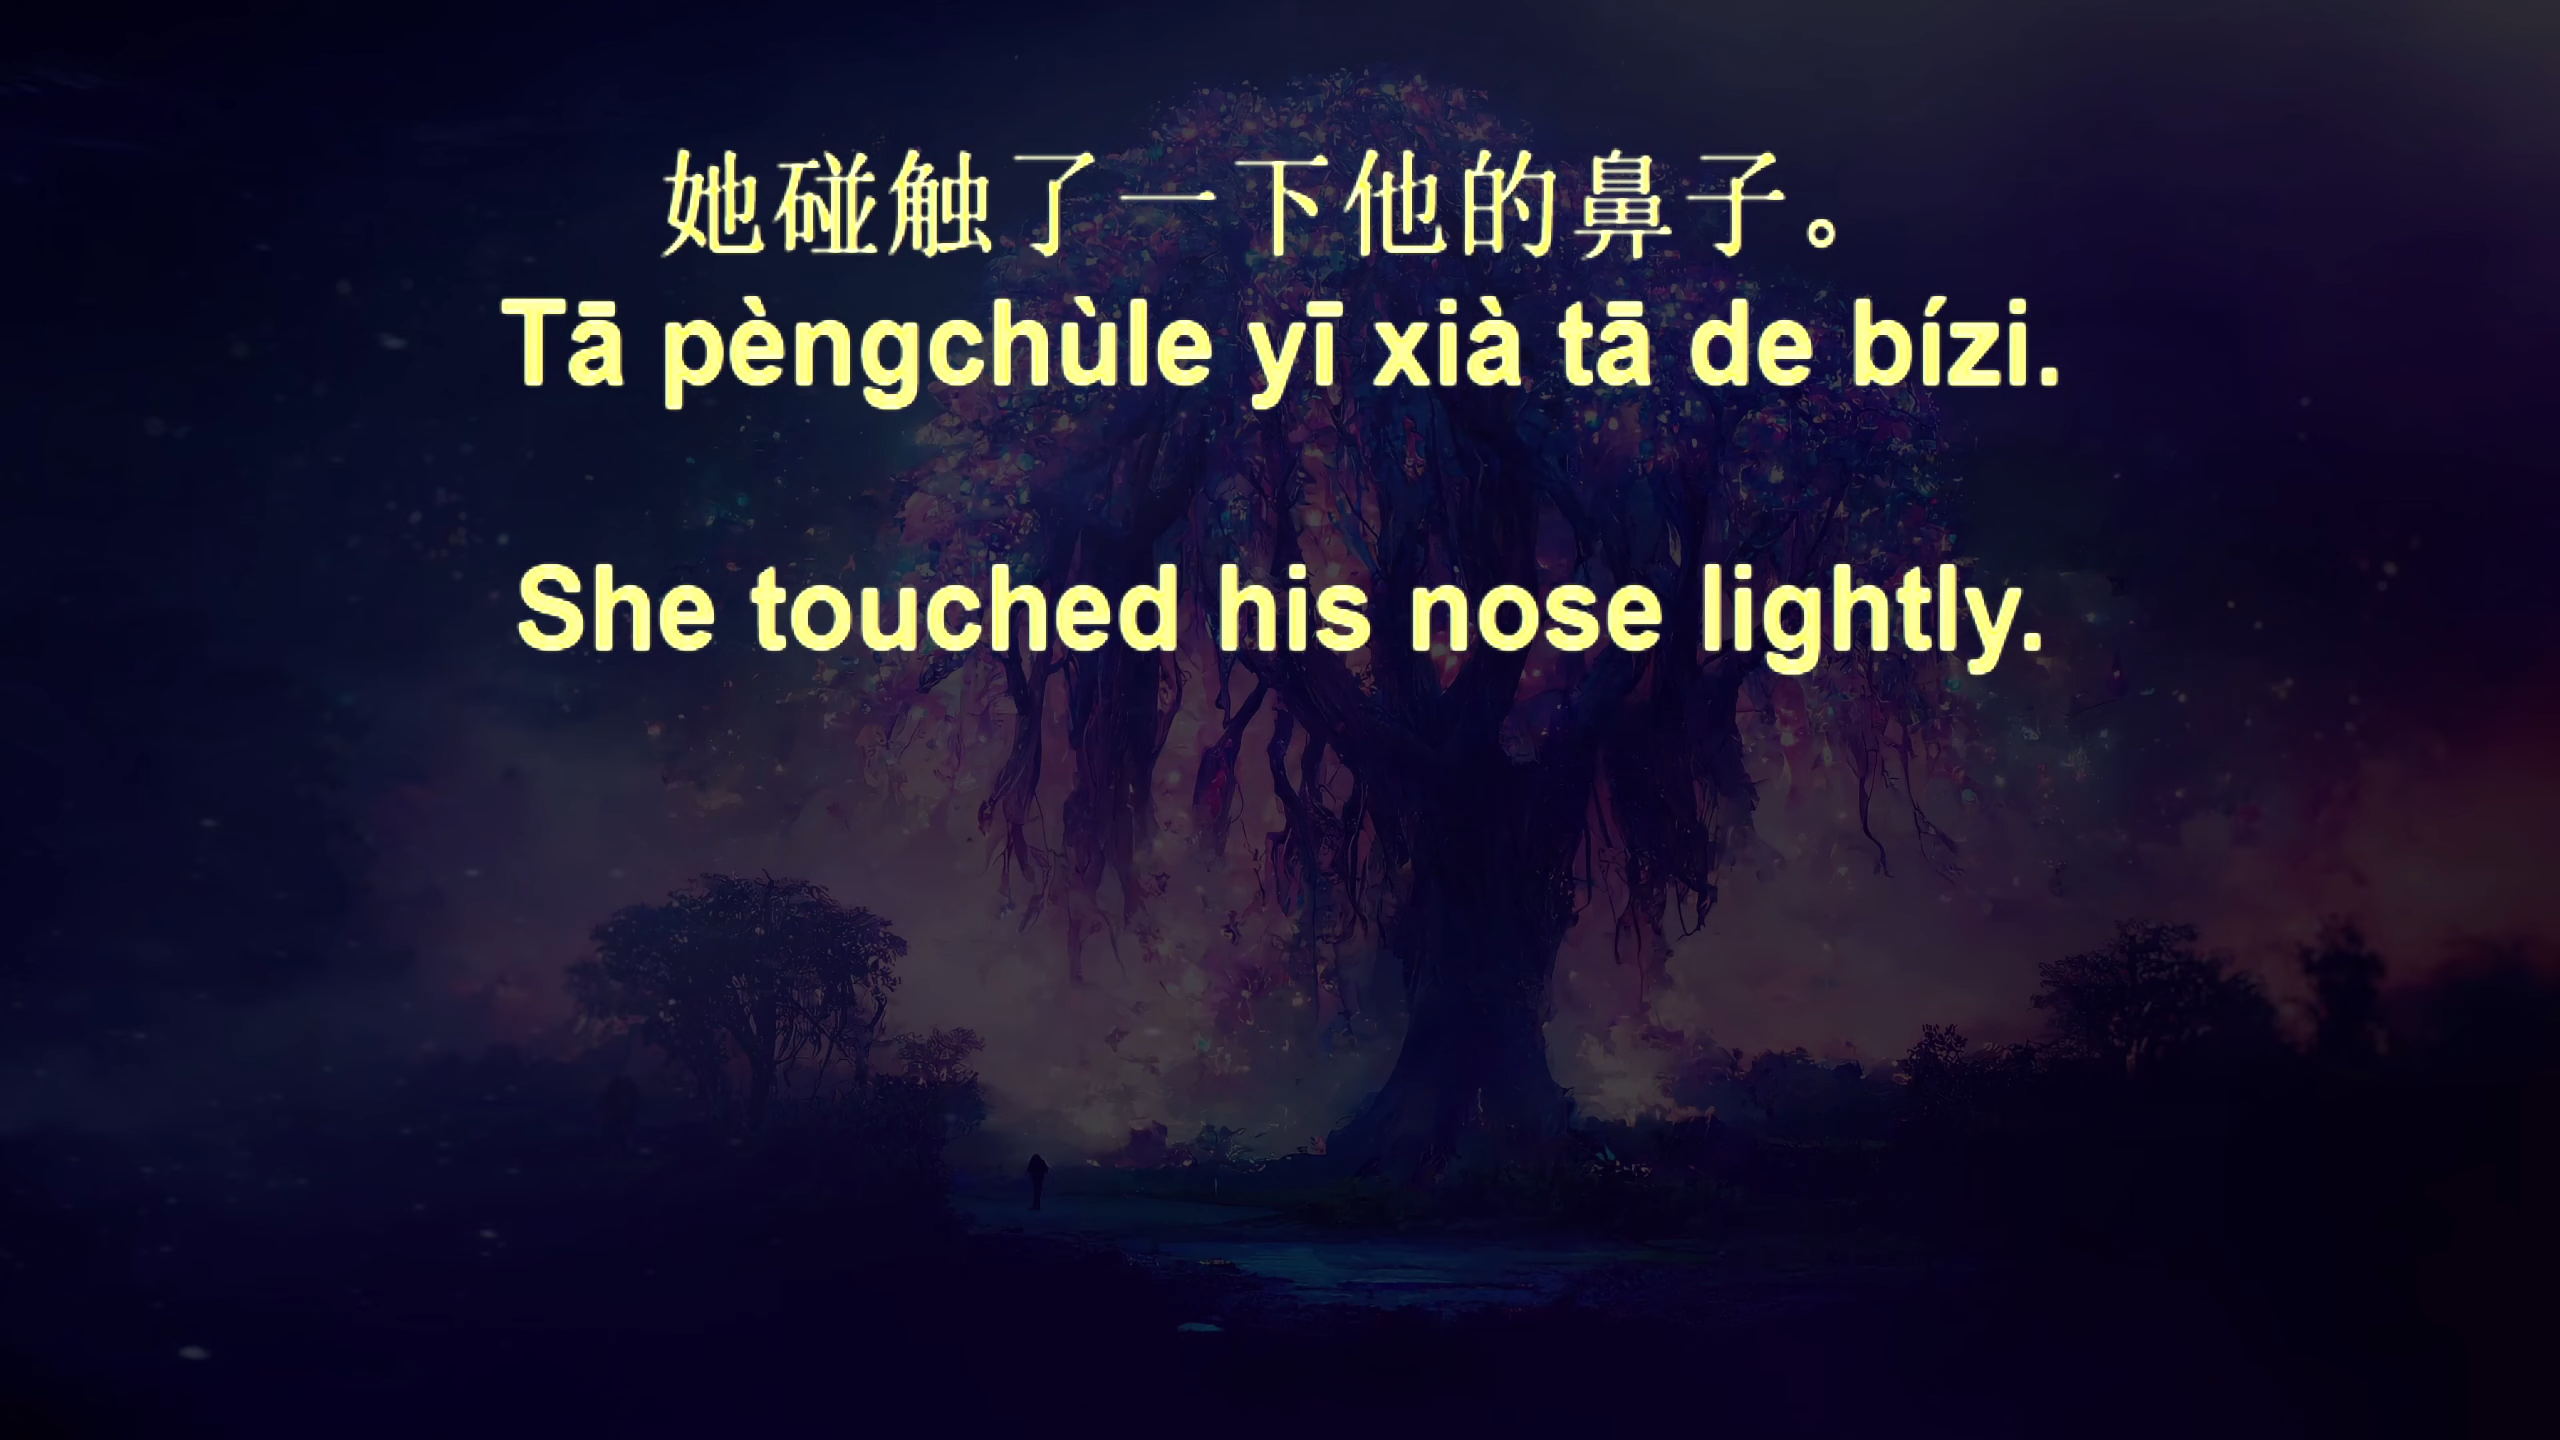 她碰触了一下他的鼻子。
Tā pèngchùle yī xià tā de bízi.
She touched his nose lightly.